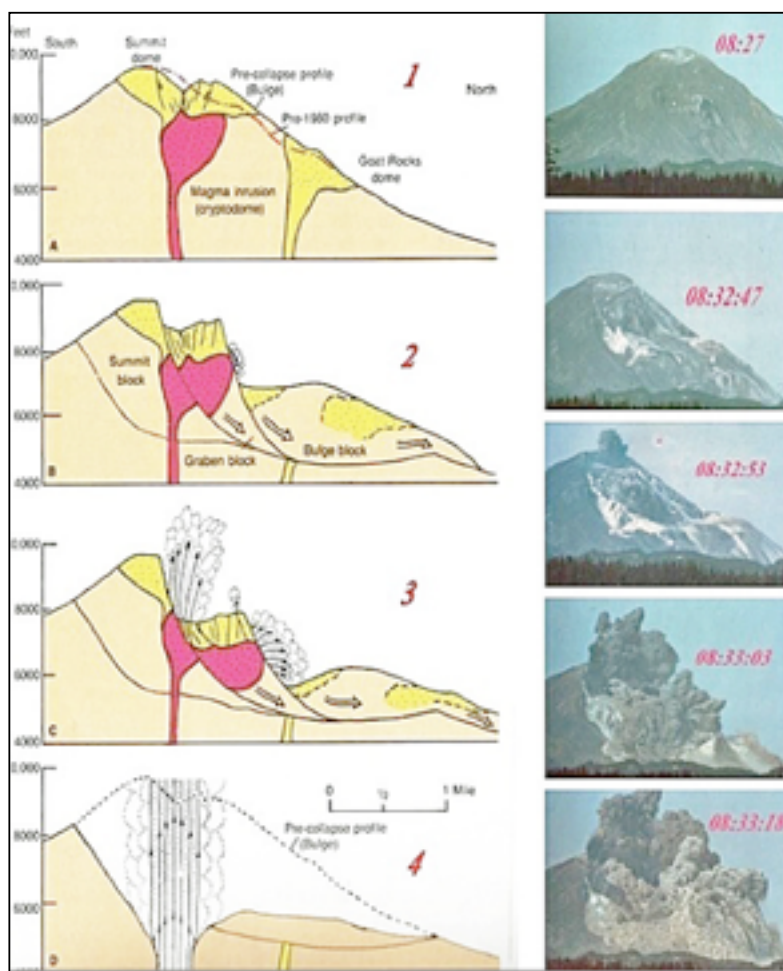 Feet
South
Summit
dome
1
Pre-collapse profile
(Bulge)
North
Pre-1980 profile
Goat Rocks
dome
Magma inrusion
(cryptodome)
8000
6000
4000
A
08:27
2
8000
6000
4000
Summit
block
Graben block
Bulge block
B
08:32:47
08:32:53
3
8000
6000
4000
C
08:33:03
0
1 Mile
Pre-collapse profile
(Bulge)
4
8000
6000
D
08:33:18